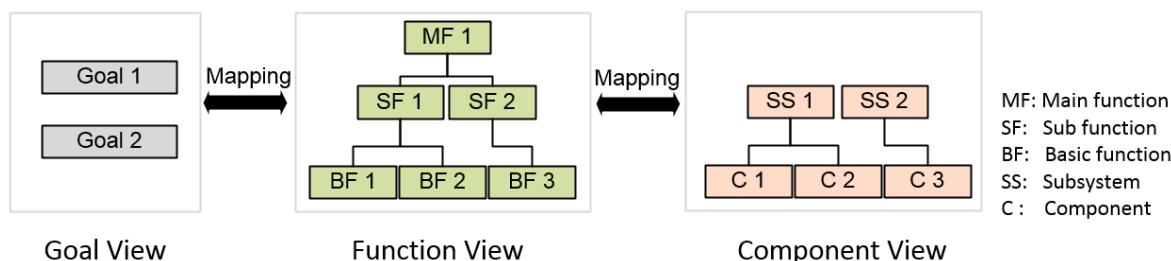 Goal 1
Goal 2
Goal View
Mapping
MF 1
SF 1
SF 2
BF 1
BF 2
BF 3
Function View
Mapping
SS 1
SS 2
C 1
C 2
C 3
Component View
MF: Main function
SF: Sub function
BF: Basic function
SS: Subsystem
C : Component